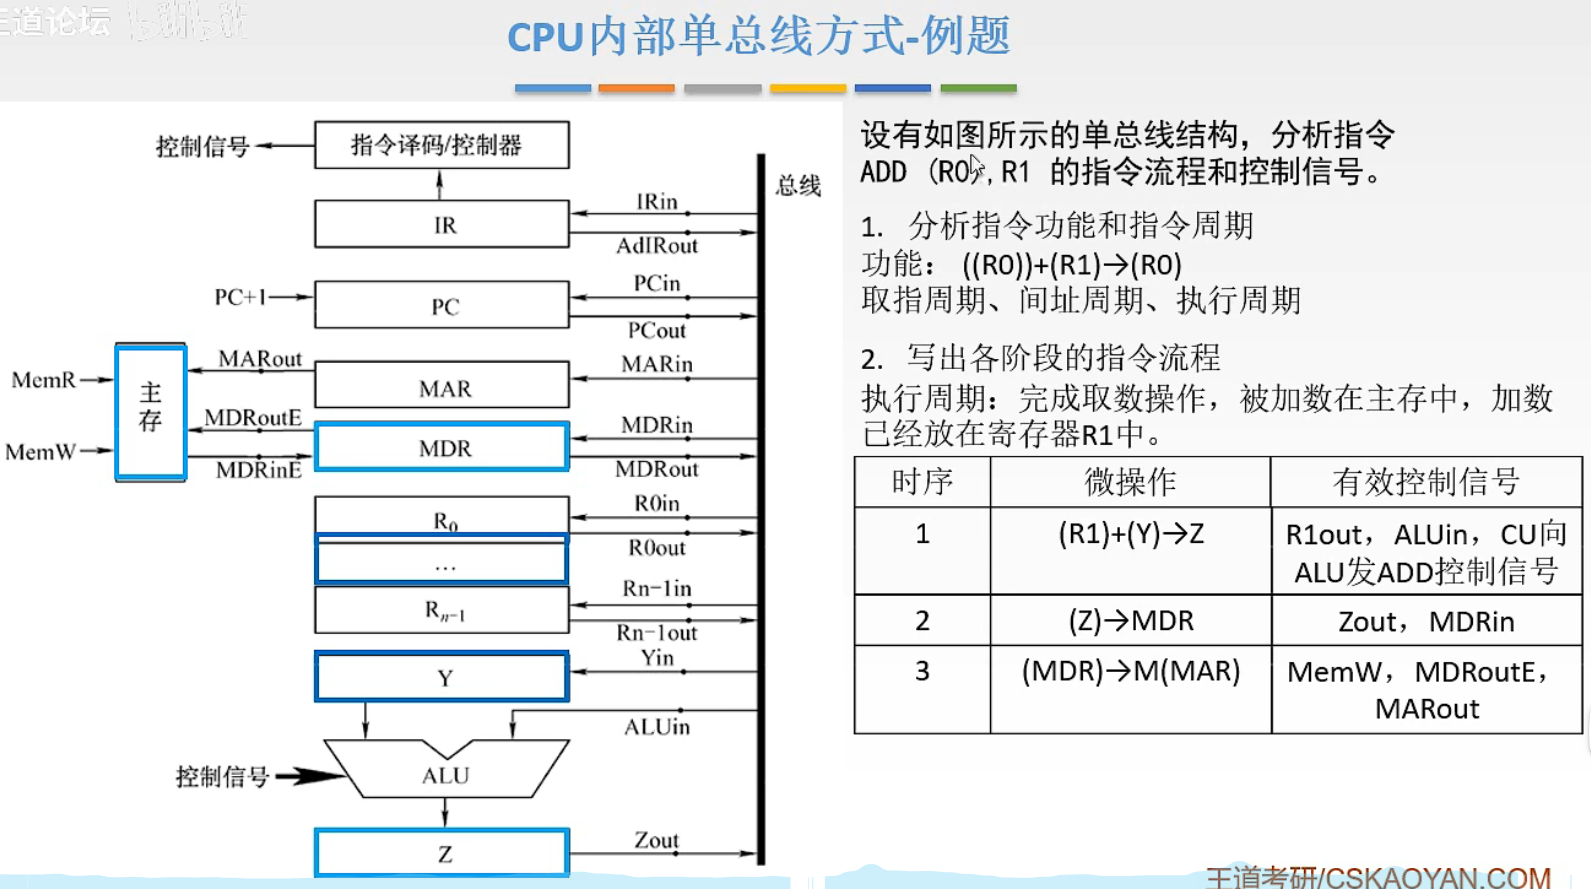 王道论坛 bilibili
CPU内部单总线方式-例题
控制信号
指令译码/控制器
总线
IRin
IR
AdIRout
PC+1
PCin
PC
PCout
MARout
MARin
MemR
主存
MAR
MDRoutE
MDRin
MemW
MDR
MDRinE
MDRout
R0in
R₀
R0out
…
Rn-1in
Rₙ₋₁
Rn-1out
Yin
Y
ALUin
控制信号
ALU
Zout
Z
设有如图所示的单总线结构，分析指令
ADD (R0),R1 的指令流程和控制信号。
1. 分析指令功能和指令周期
功能： ((R0))+(R1)→(R0)
取指周期、间址周期、执行周期
2. 写出各阶段的指令流程
执行周期：完成取数操作，被加数在主存中，加数
已经放在寄存器R1中。
时序 微操作 有效控制信号
1 (R1)+(Y)→Z R1out，ALUin，CU向
ALU发ADD控制信号
2 (Z)→MDR Zout，MDRin
3 (MDR)→M(MAR) MemW，MDRoutE，
MARout
王道考研/CSKAOYAN.COM